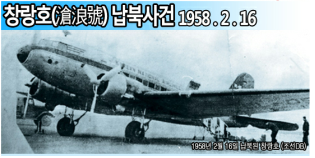 창랑호(滄浪號) 납북사건 1958 . 2 . 16
1958년 2월 16일 납북된 창랑호 (조선DB)